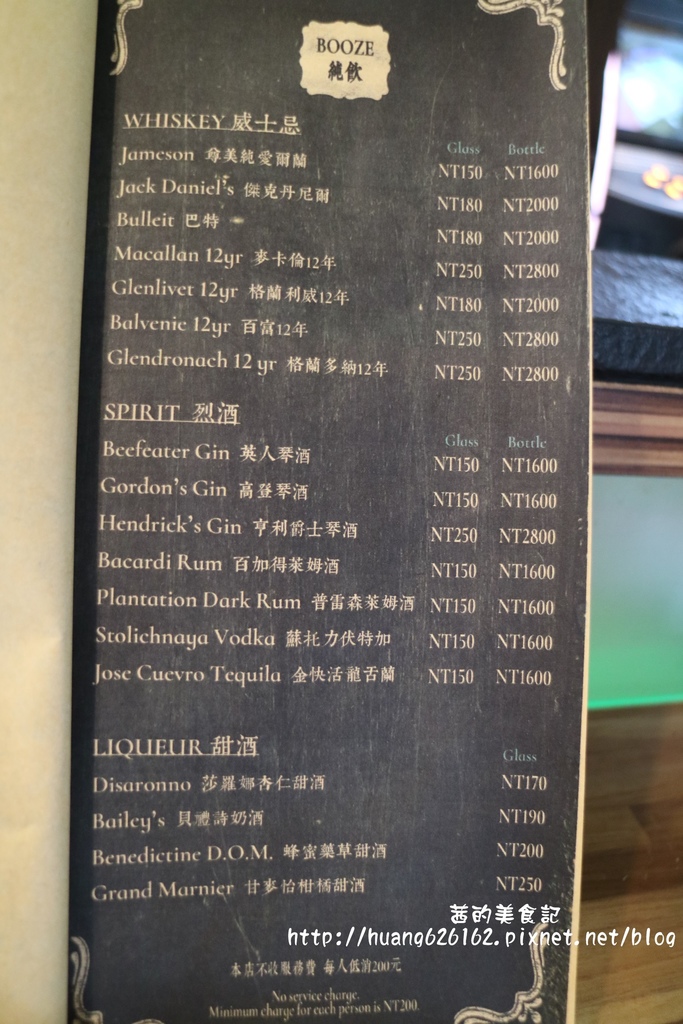 BOOZE
純飲
WHISKEY 威士忌
Glass Bottle
Jameson 尊美純愛爾蘭 NT150 NT1600
Jack Daniel's 傑克丹尼爾 NT180 NT2000
Bulleit 巴特 NT180 NT2000
Macallan 12yr 麥卡倫12年 NT250 NT2800
Glenlivet 12yr 格蘭利威12年 NT180 NT2000
Balvenie 12yr 百富12年 NT250 NT2800
Glendronach 12 yr 格蘭多納12年 NT250 NT2800
SPIRIT 烈酒
Glass Bottle
Beefeater Gin 英人琴酒 NT150 NT1600
Gordon's Gin 高登琴酒 NT150 NT1600
Hendrick's Gin 亨利爵士琴酒 NT250 NT2800
Bacardi Rum 百加得萊姆酒 NT150 NT1600
Plantation Dark Rum 普雷森萊姆酒 NT150 NT1600
Stolichnaya Vodka 蘇托力伏特加 NT150 NT1600
Jose Cuevro Tequila 金快活龍舌蘭 NT150 NT1600
LIQUEUR 甜酒
Glass
Disaronno 莎羅娜杏仁甜酒 NT170
Bailey's 貝禮詩奶酒 NT190
Benedictine D.O.M. 蜂蜜藥草甜酒 NT200
Grand Marnier 甘麥怡柑橘甜酒 NT250
茜的美食記
http://huang626162.pixnet.net/blog
本店不收服務費 每人低消200元
No service charge.
Minimum charge for each person is NT200.